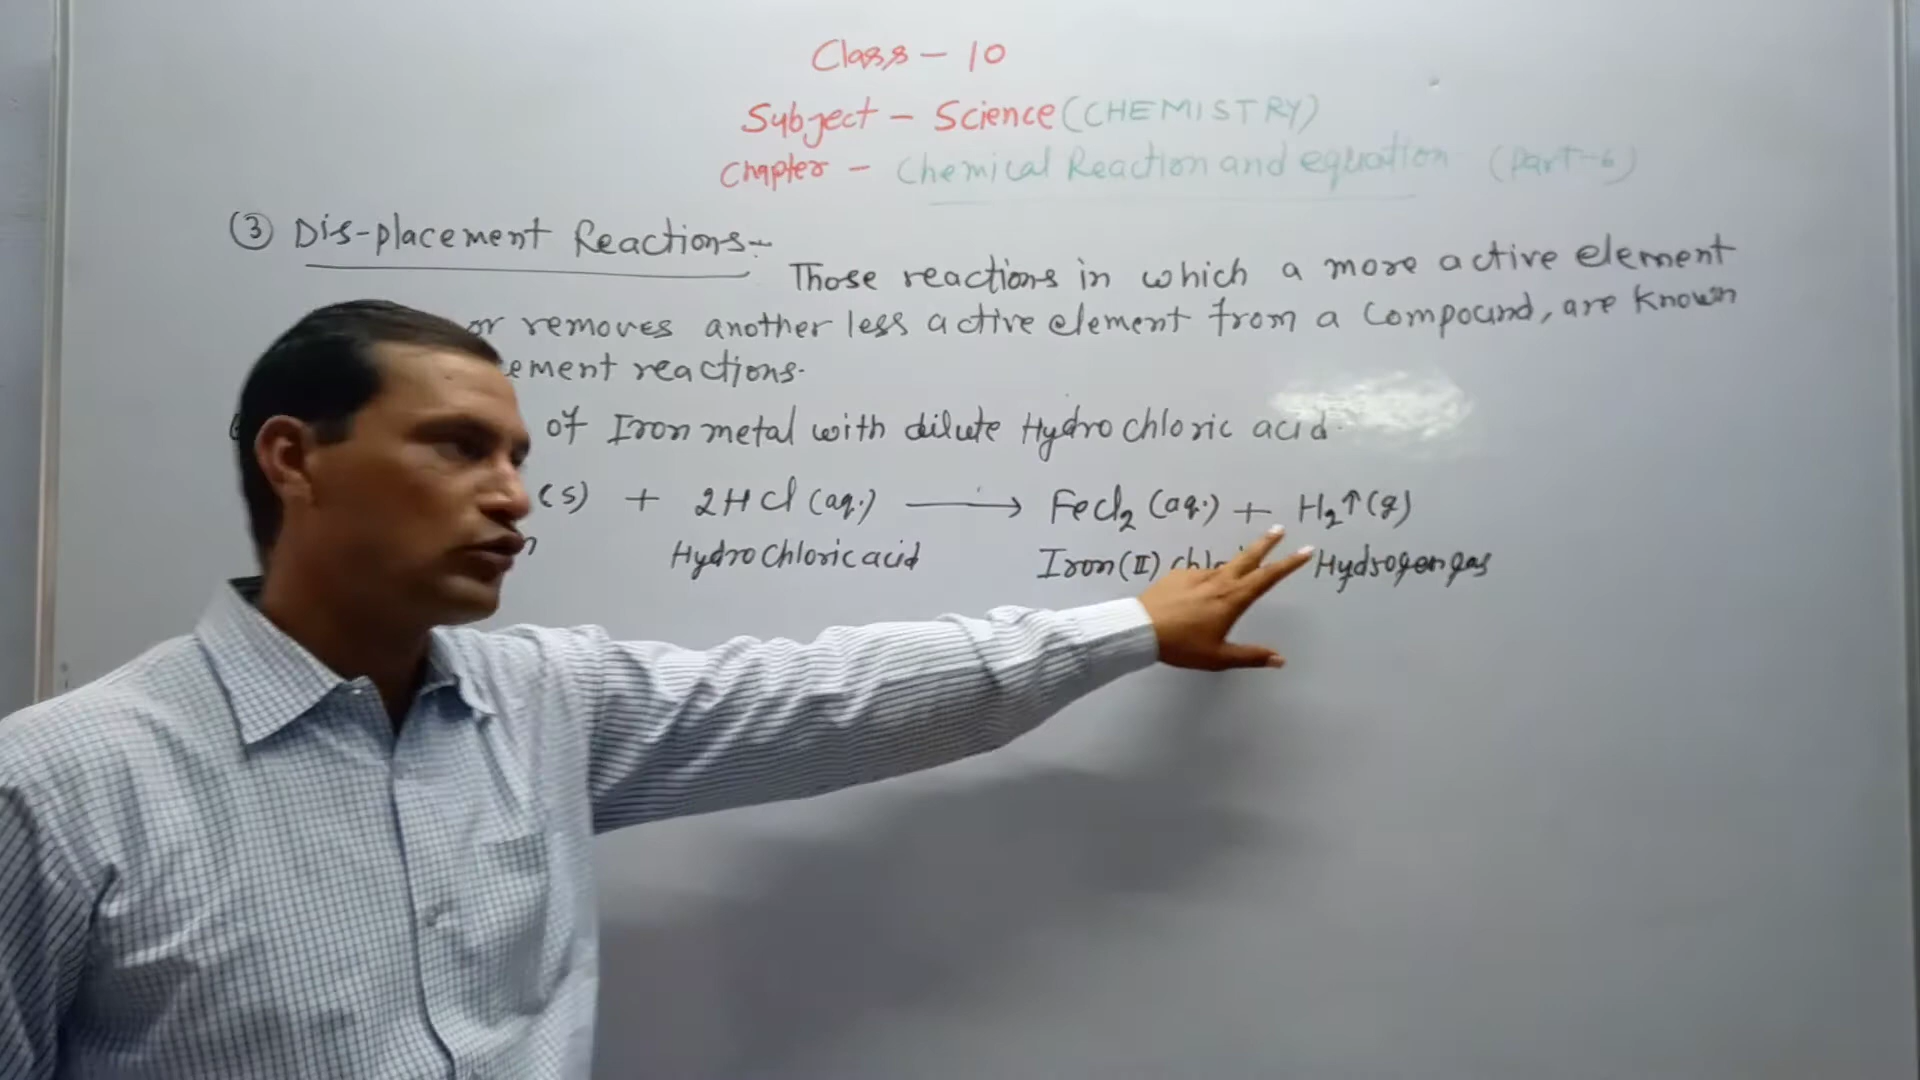 Class - 10
Subject - Science (CHEMISTRY)
Chapter - Chemical Reaction and equation (Part-6)
(3) Dis-placement Reactions:-
Those reactions in which a more active element
or removes another less active element from a compound, are known
ement reactions.
of Iron metal with dilute Hydrochloric acid.
(s) + 2HCl (aq.) ⟶ FeCl₂ (aq.) + H₂↑(g)
n Hydrochloric acid Iron (II) chl Hydrogen gas